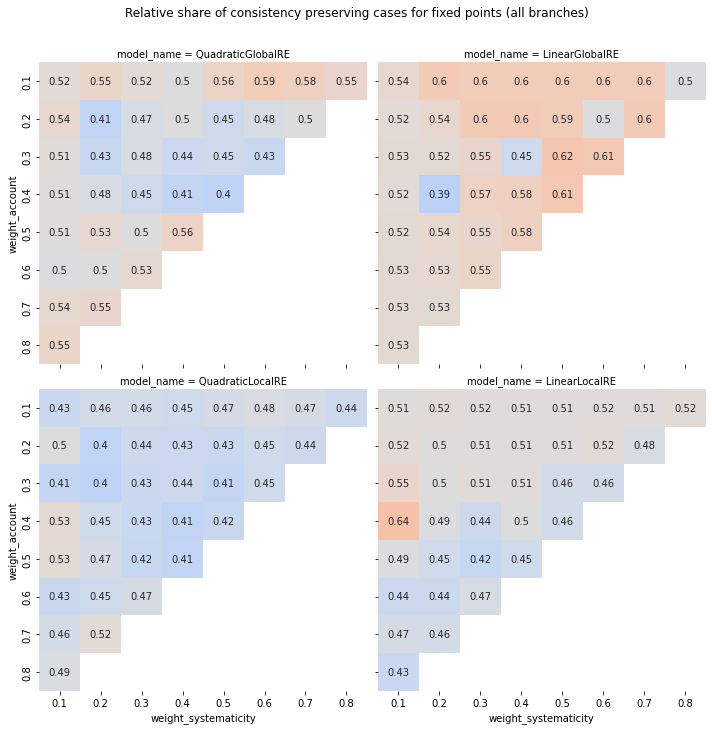 Relative share of consistency preserving cases for fixed points (all branches)
model_name = QuadraticGlobalIRE
model_name = LinearGlobalIRE
weight_account
0.1 0.52 0.55 0.52 0.5 0.56 0.59 0.58 0.55 0.54 0.6 0.6 0.6 0.6 0.6 0.6 0.5
0.2 0.54 0.41 0.47 0.5 0.45 0.48 0.5 0.52 0.54 0.6 0.6 0.59 0.5 0.6
0.3 0.51 0.43 0.48 0.44 0.45 0.43 0.53 0.52 0.55 0.45 0.62 0.61
0.4 0.51 0.48 0.45 0.41 0.4 0.52 0.39 0.57 0.58 0.61
0.5 0.51 0.53 0.5 0.56 0.52 0.54 0.55 0.58
0.6 0.5 0.5 0.53 0.53 0.53 0.55
0.7 0.54 0.55 0.53 0.53
0.8 0.55 0.53
model_name = QuadraticLocalRE
model_name = LinearLocalRE
weight_account
0.1 0.43 0.46 0.46 0.45 0.47 0.48 0.47 0.44 0.51 0.52 0.52 0.51 0.51 0.52 0.51 0.52
0.2 0.5 0.4 0.44 0.43 0.43 0.45 0.44 0.52 0.5 0.51 0.51 0.51 0.52 0.48
0.3 0.41 0.4 0.43 0.44 0.41 0.45 0.55 0.5 0.51 0.51 0.46 0.46
0.4 0.53 0.45 0.43 0.41 0.42 0.64 0.49 0.44 0.5 0.46
0.5 0.53 0.47 0.42 0.41 0.49 0.45 0.42 0.45
0.6 0.43 0.45 0.47 0.44 0.44 0.47
0.7 0.46 0.52 0.47 0.46
0.8 0.49 0.43
0.1 0.2 0.3 0.4 0.5 0.6 0.7 0.8 0.1 0.2 0.3 0.4 0.5 0.6 0.7 0.8
weight_systematicity
weight_systematicity